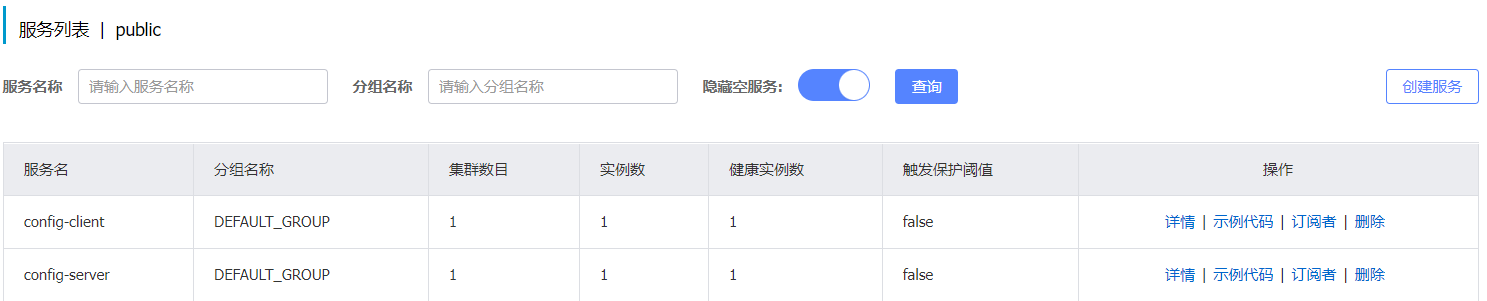 服务列表 | public
服务名称 请输入服务名称 分组名称 请输入分组名称 隐藏空服务: 查询 创建服务
服务名 分组名称 集群数目 实例数 健康实例数 触发保护阈值 操作
config-client DEFAULT_GROUP 1 1 1 false 详情 | 示例代码 | 订阅者 | 删除
config-server DEFAULT_GROUP 1 1 1 false 详情 | 示例代码 | 订阅者 | 删除